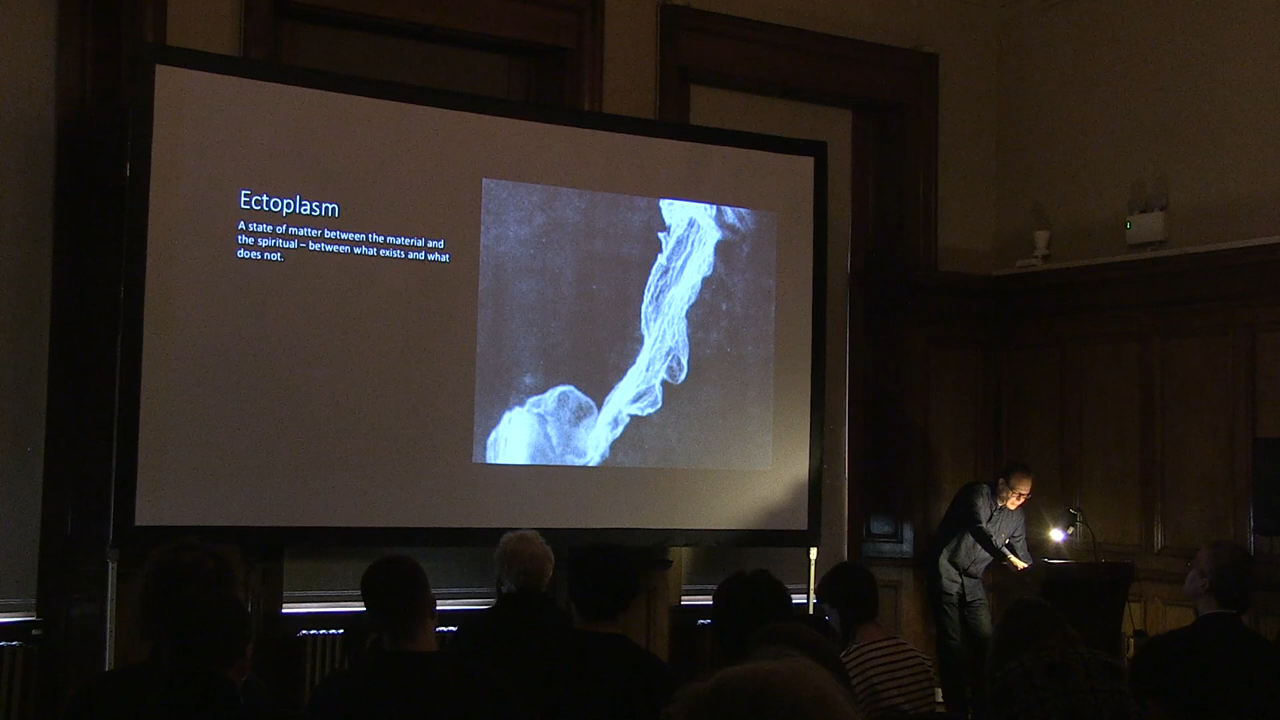 Ectoplasm
A state of matter between the material and
the spiritual – between what exists and what
does not.